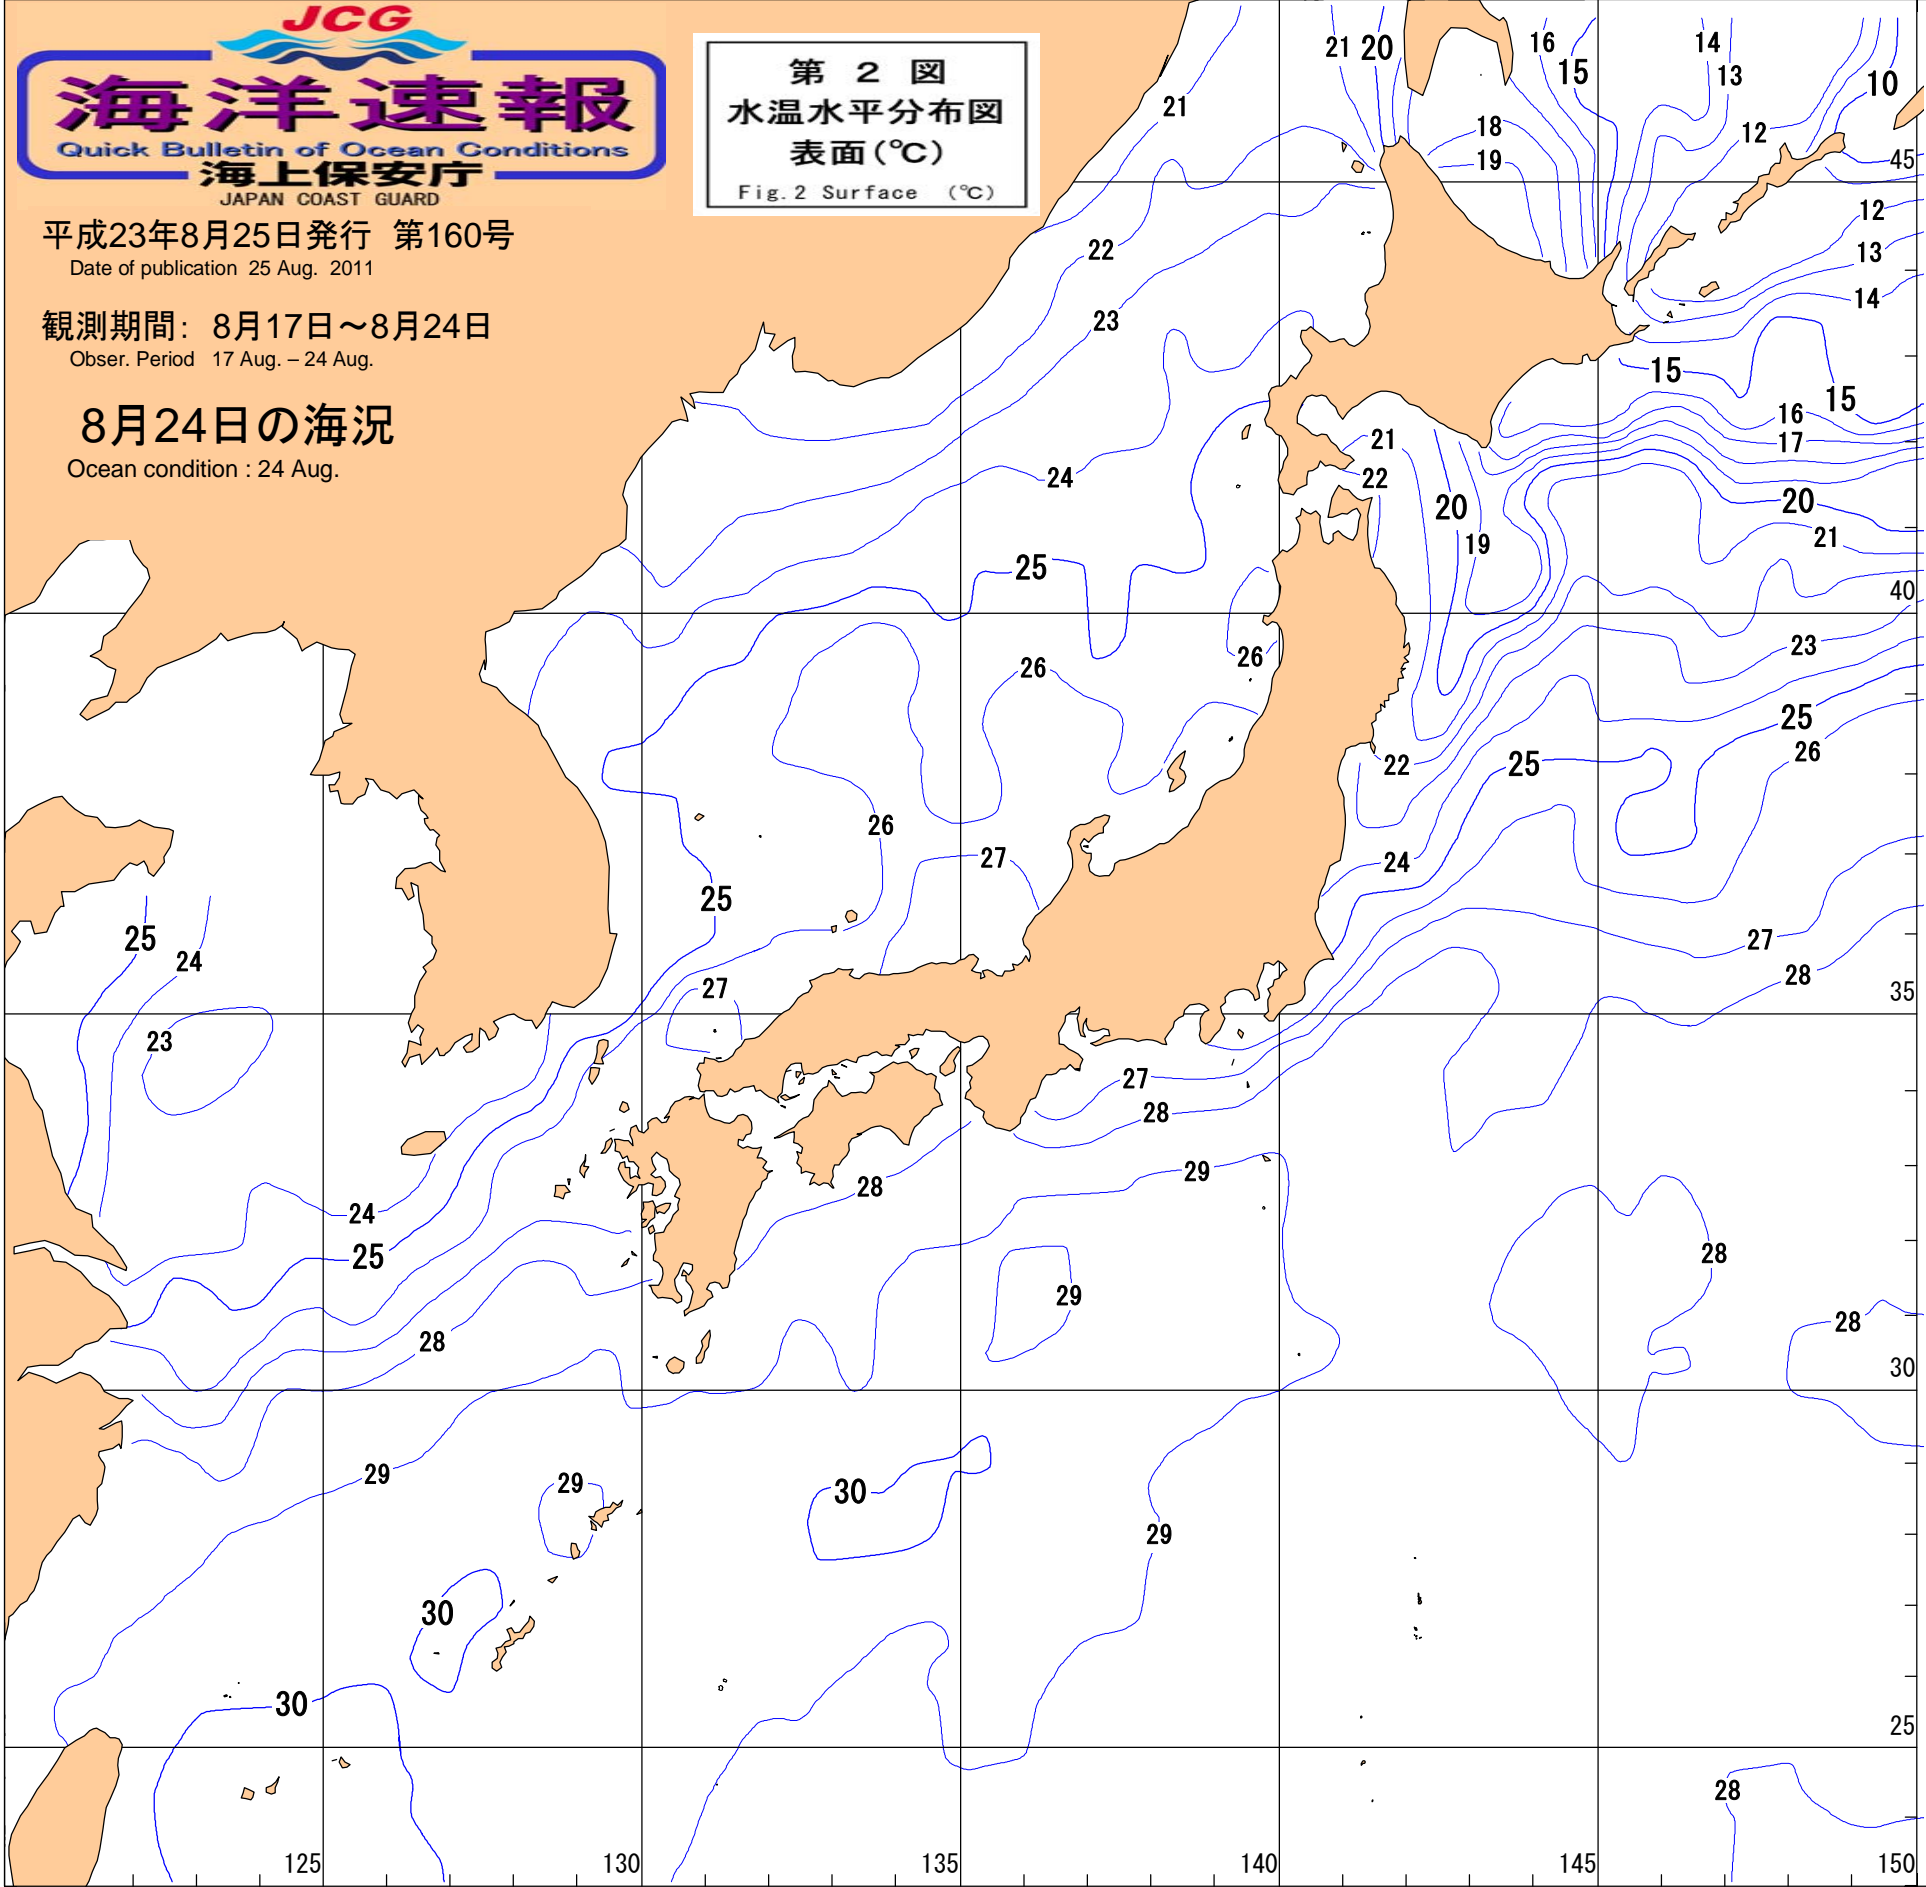 JCG
海洋速報
Quick Bulletin of Ocean Conditions
海上保安庁
JAPAN COAST GUARD
第 2 図
水温水平分布図
表面(℃)
Fig.2 Surface (℃)
平成23年8月25日発行 第160号
Date of publication 25 Aug. 2011
観測期間: 8月17日~8月24日
Obser. Period 17 Aug. – 24 Aug.
8月24日の海況
Ocean condition : 24 Aug.
21 20 16 14
15 13 10
21
18 12
19 45
12
22 13
14
23
15
15
16
21 17
24 22
20 20
19 21
25
40
26 23
26
25
22 25 26
26
27 24
25
25 27
24 28
27 35
23
27
28
29
28
24
25 28
29
28 28
30
29 29
30
29
30
30
25
28
125 130 135 140 145 150